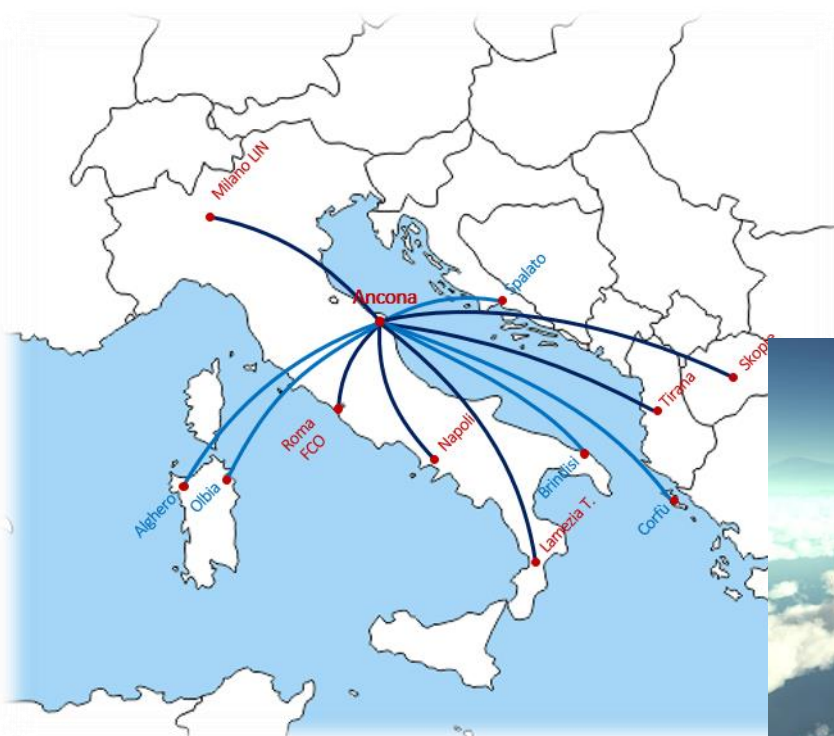 Milano LIN
Ancona
Spalato
Skopje
Tirana
Roma
FCO
Napoli
Brindisi
Alghero
Olbia
Corfù
Lamezia T.